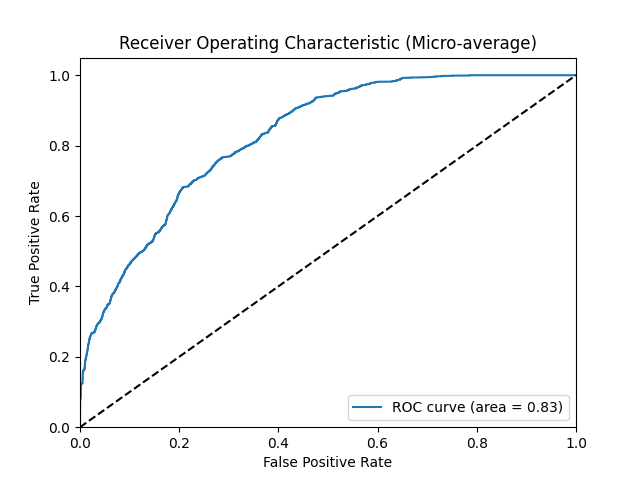 Receiver Operating Characteristic (Micro-average)
True Positive Rate
1.0
0.8
0.6
0.4
0.2
0.0
ROC curve (area = 0.83)
0.0 0.2 0.4 0.6 0.8 1.0
False Positive Rate